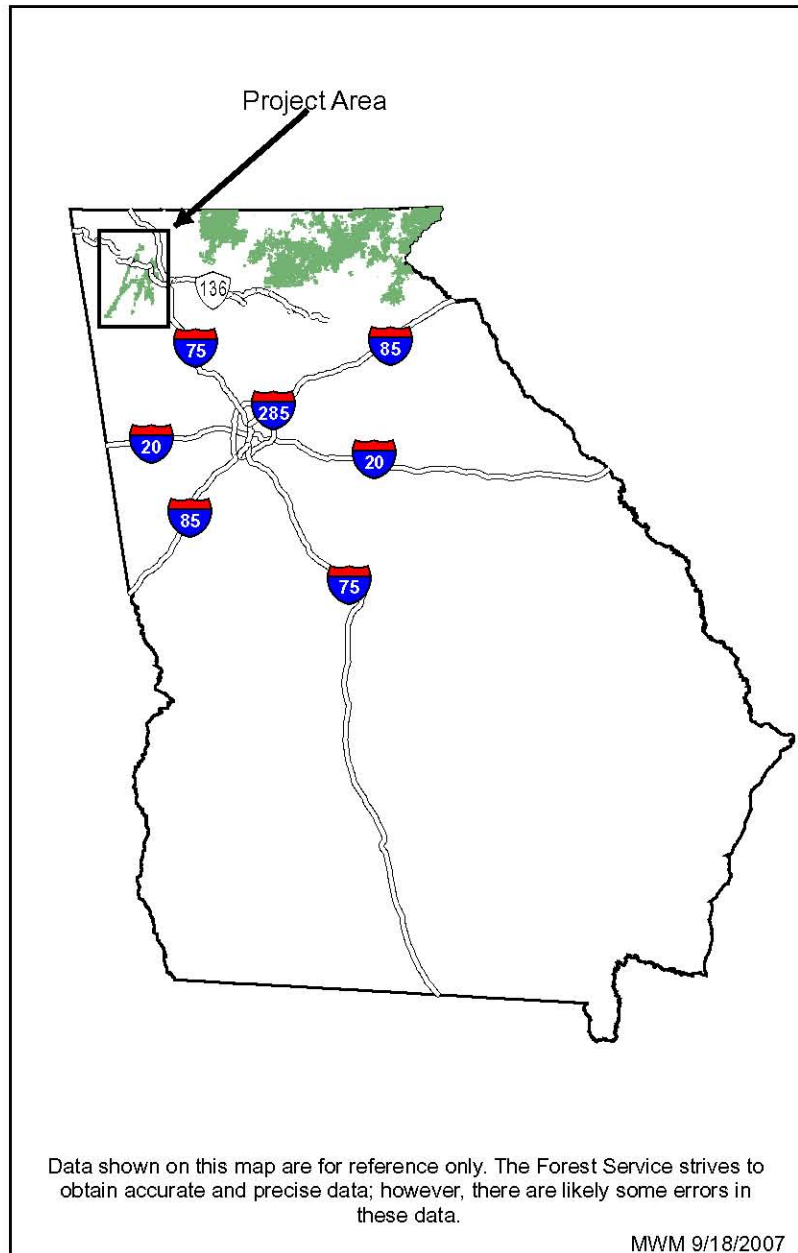 Project Area
136
75
85
285
20
20
85
75
Data shown on this map are for reference only. The Forest Service strives to
obtain accurate and precise data; however, there are likely some errors in
these data.
MWM 9/18/2007